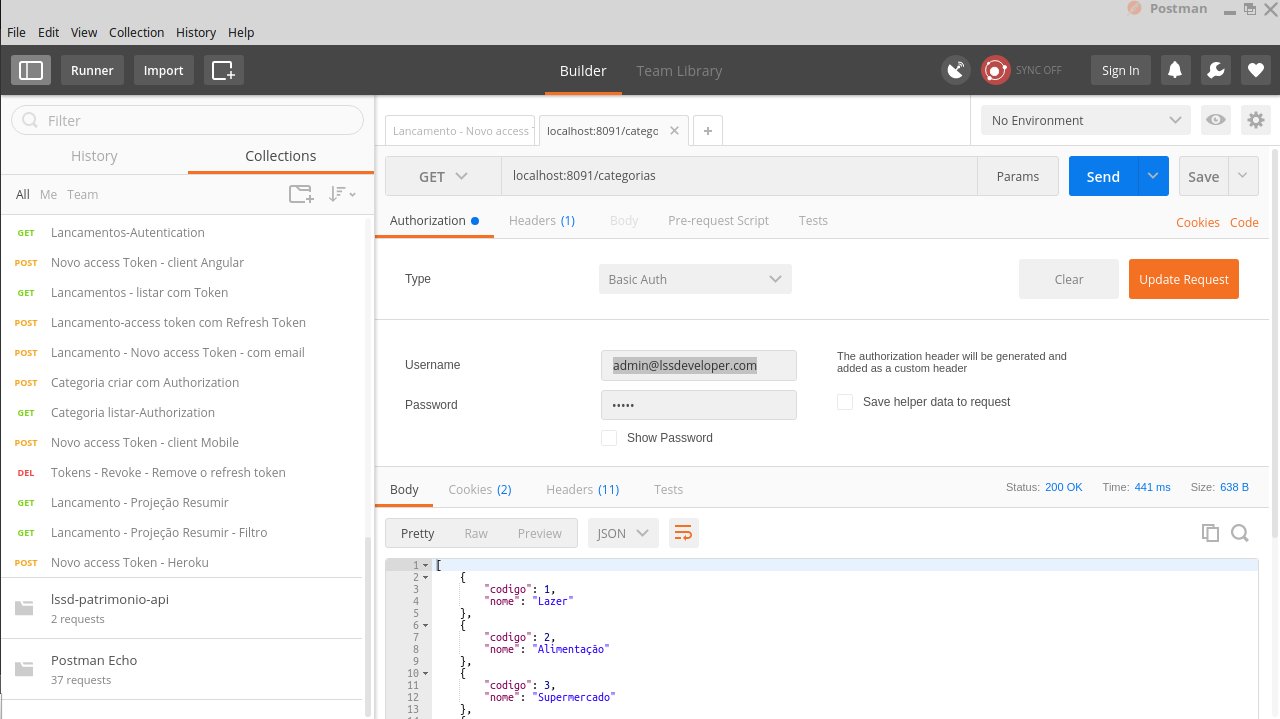 Postman
File Edit View Collection History Help
Runner Import Builder Team Library SYNC OFF Sign In
Filter
History Collections
All Me Team
GET Lancamentos-Autentication
POST Novo access Token - client Angular
GET Lancamentos - listar com Token
POST Lancamento-access token com Refresh Token
POST Lancamento - Novo access Token - com email
POST Categoria criar com Authorization
GET Categoria listar-Authorization
POST Novo access Token - client Mobile
DEL Tokens - Revoke - Remove o refresh token
GET Lancamento - Projeção Resumir
GET Lancamento - Projeção Resumir - Filtro
POST Novo access Token - Heroku
lssd-patrimonio-api
2 requests
Postman Echo
37 requests
Lancamento - Novo access localhost:8091/catego + No Environment
GET localhost:8091/categorias Params Send Save
Authorization Headers (1) Body Pre-request Script Tests Cookies Code
Type Basic Auth Clear Update Request
Username admin@lssdeveloper.com
Password •••••
Show Password
The authorization header will be generated and
added as a custom header
Save helper data to request
Body Cookies (2) Headers (11) Tests Status: 200 OK Time: 441 ms Size: 638 B
Pretty Raw Preview JSON
1 [
2 {
3 "codigo": 1,
4 "nome": "Lazer"
5 },
6 {
7 "codigo": 2,
8 "nome": "Alimentação"
9 },
10 {
11 "codigo": 3,
12 "nome": "Supermercado"
13 },